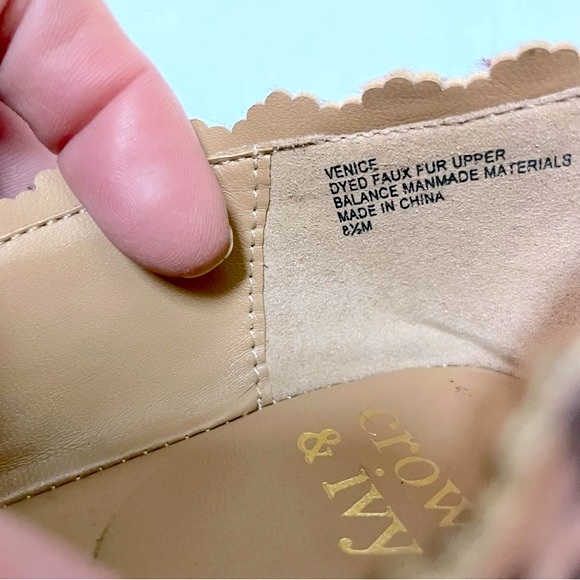 VENICE
DYED FAUX FUR UPPER
BALANCE MANMADE MATERIALS
MADE IN CHINA
8½M
crown
& ivy